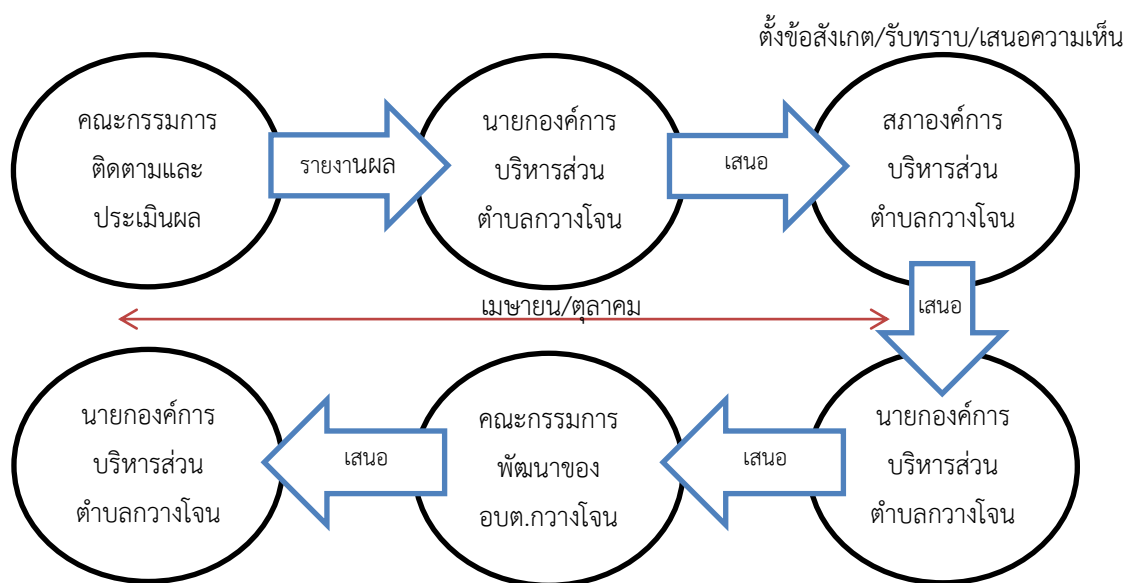 ตั้งข้อสังเกต/รับทราบ/เสนอความเห็น
คณะกรรมการ
ติดตามและ
ประเมินผล
รายงานผล
นายกองค์การ
บริหารส่วน
ตำบลกวางโจน
เสนอ
สภาองค์การ
บริหารส่วน
ตำบลกวางโจน
เมษายน/ตุลาคม
เสนอ
นายกองค์การ
บริหารส่วน
ตำบลกวางโจน
เสนอ
คณะกรรมการ
พัฒนาของ
อบต.กวางโจน
เสนอ
นายกองค์การ
บริหารส่วน
ตำบลกวางโจน